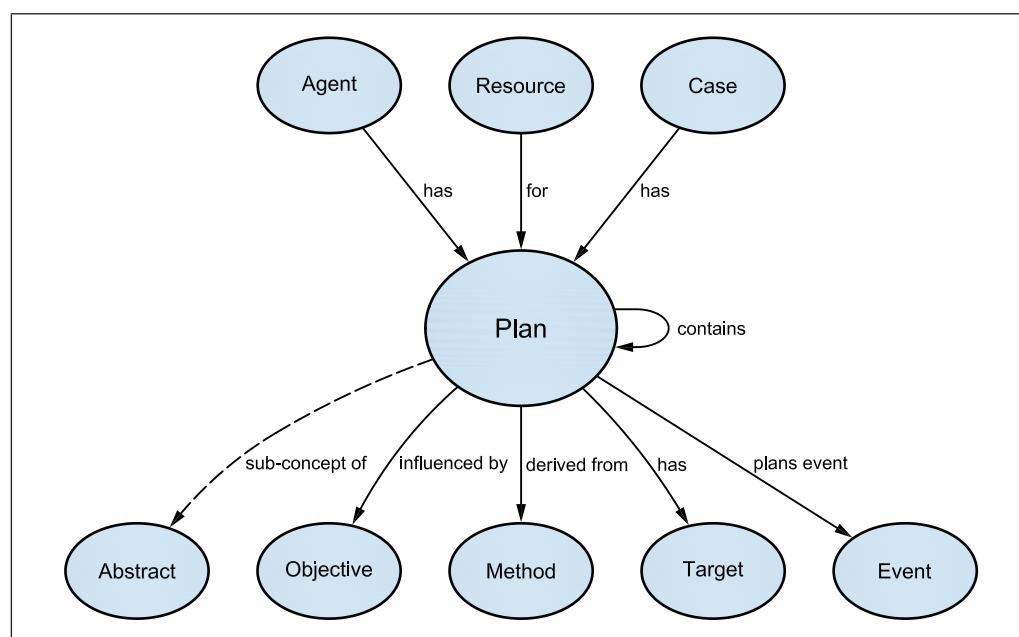 Agent
Resource
Case
has
for
has
Plan
contains
sub-concept of
influenced by
derived from
has
plans event
Abstract
Objective
Method
Target
Event